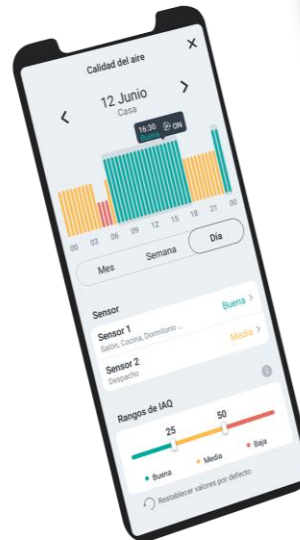 Calidad del aire
12 Junio
Casa
16:30 ON
Buena
00 03 06 09 12 15 18 21 00
Mes Semana Día
Sensor
Sensor 1 Buena
Salón, Cocina, Dormitorio ...
Sensor 2 Media
Despacho
Rangos de IAQ
25 50
Buena Media Baja
Restablecer valores por defecto